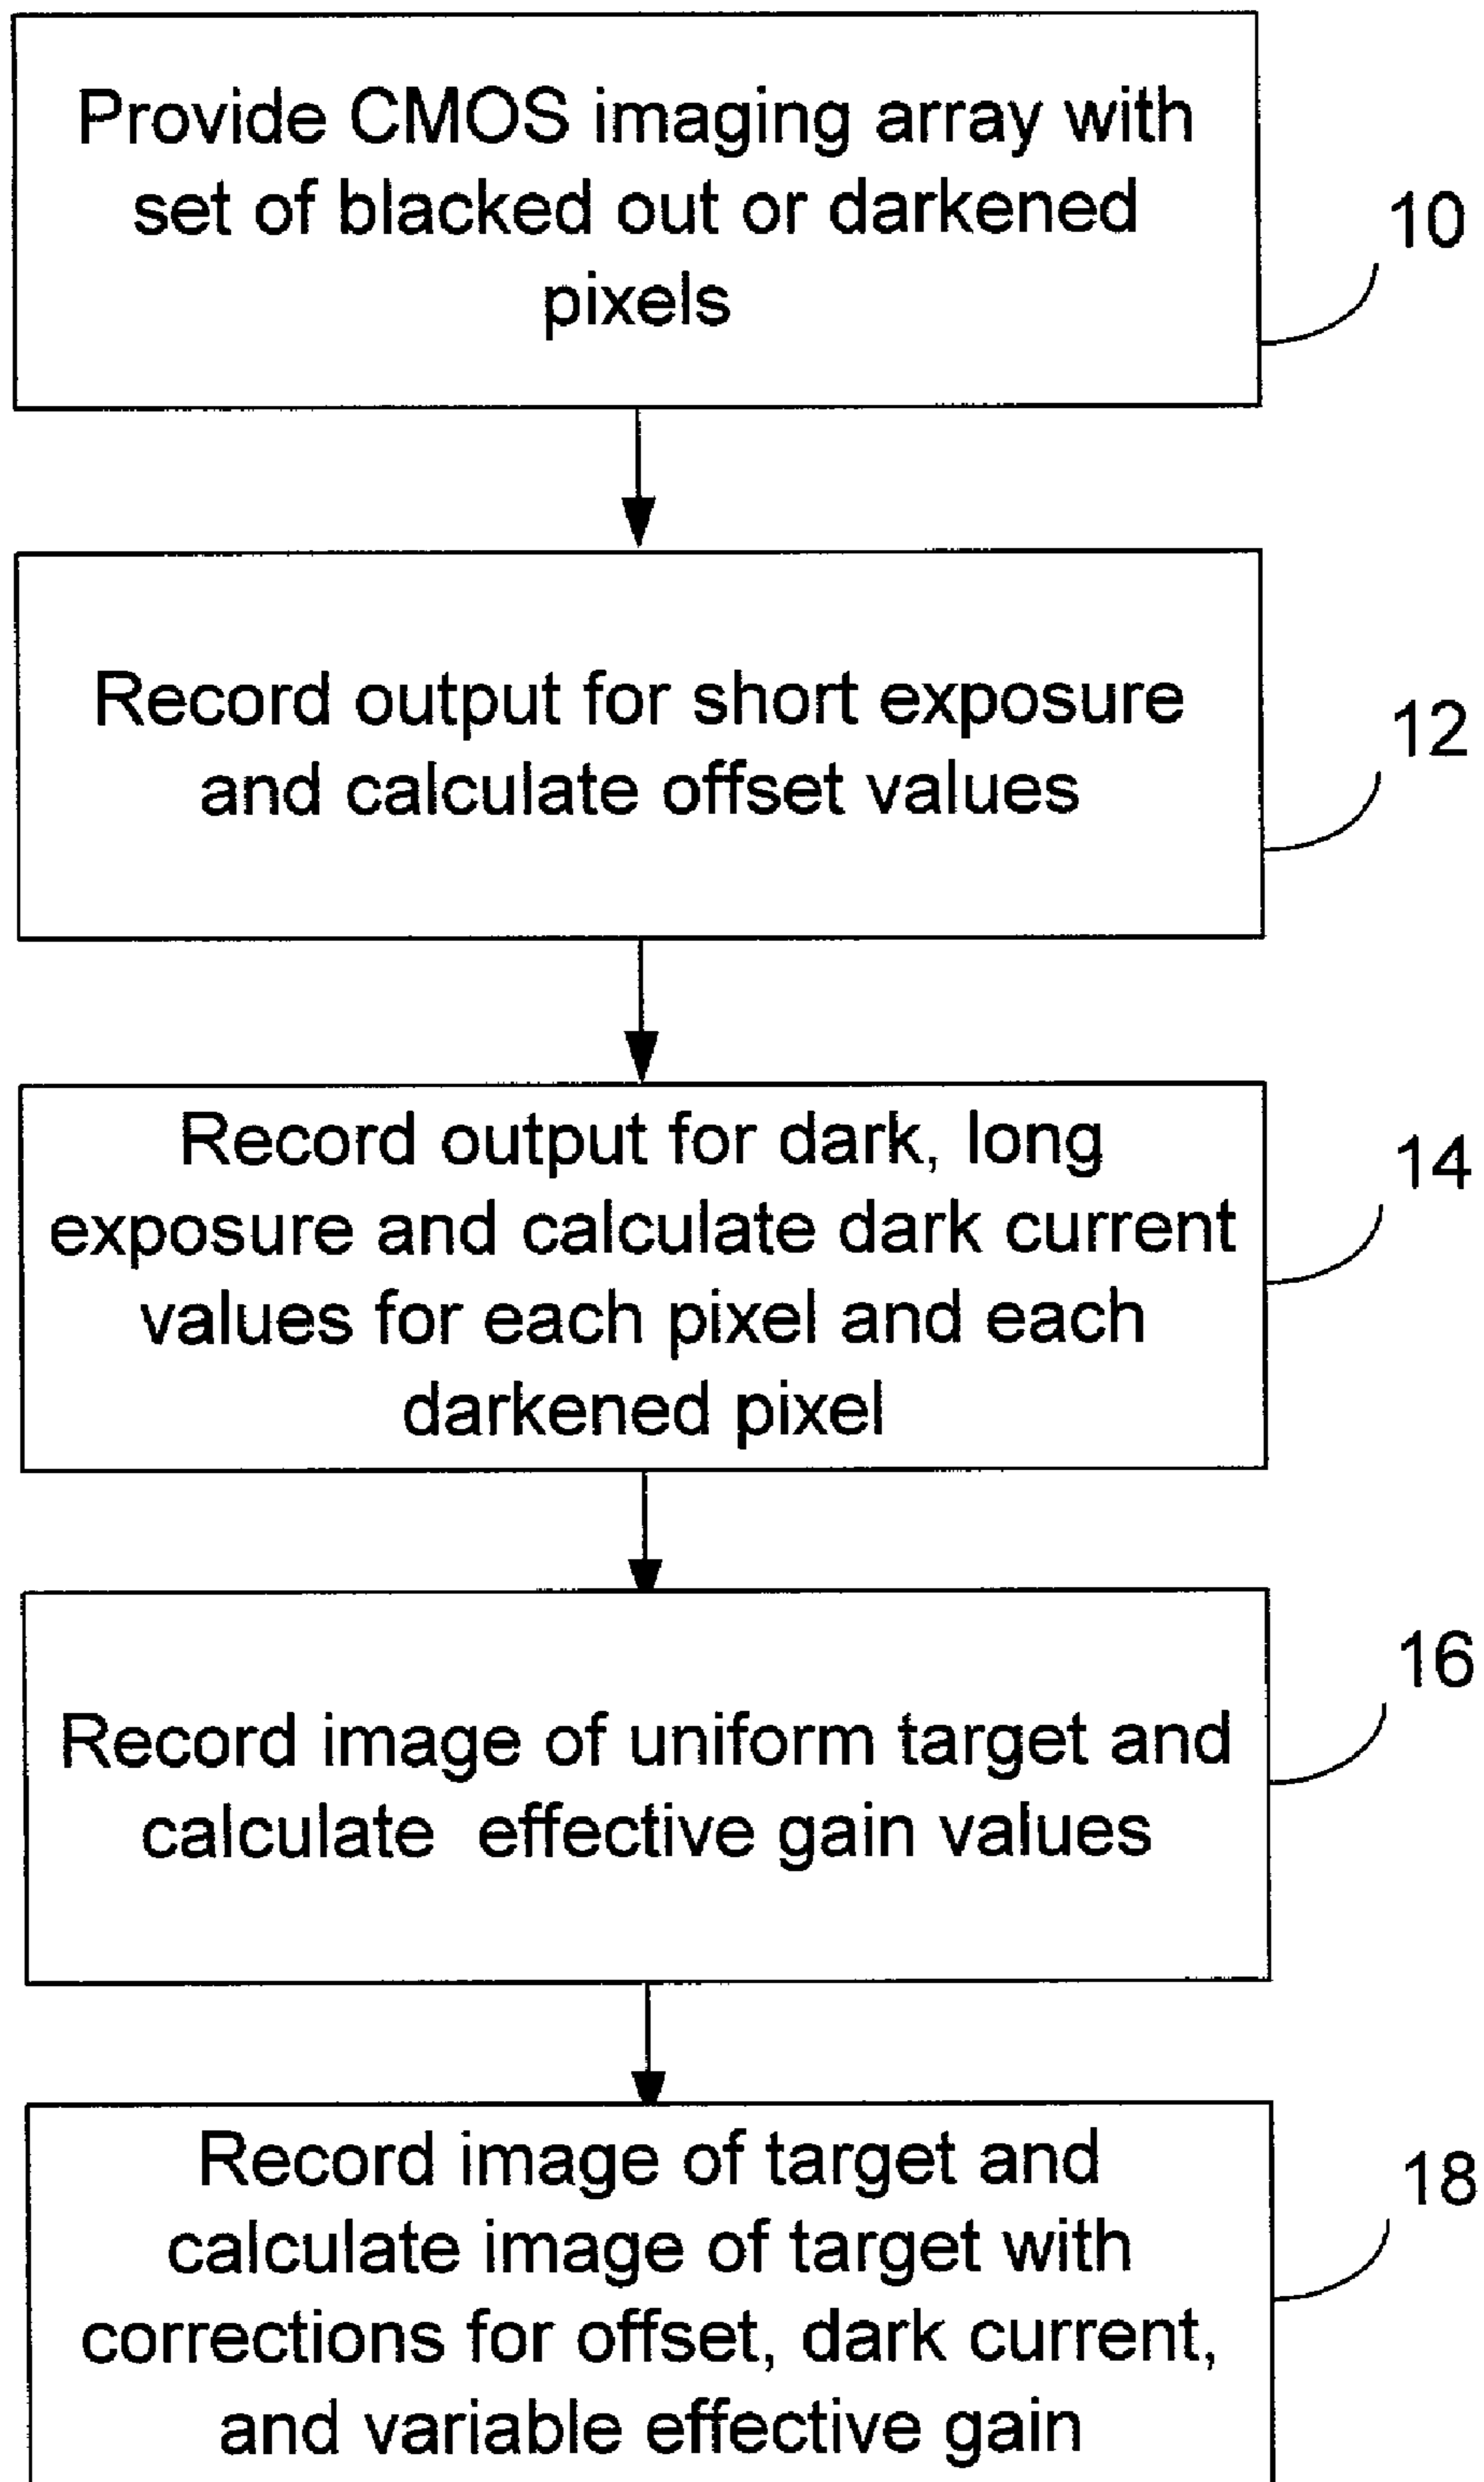 Provide CMOS imaging array with
set of blacked out or darkened
pixels
10
Record output for short exposure
and calculate offset values
12
Record output for dark, long
exposure and calculate dark current
values for each pixel and each
darkened pixel
14
Record image of uniform target and
calculate effective gain values
16
Record image of target and
calculate image of target with
corrections for offset, dark current,
and variable effective gain
18